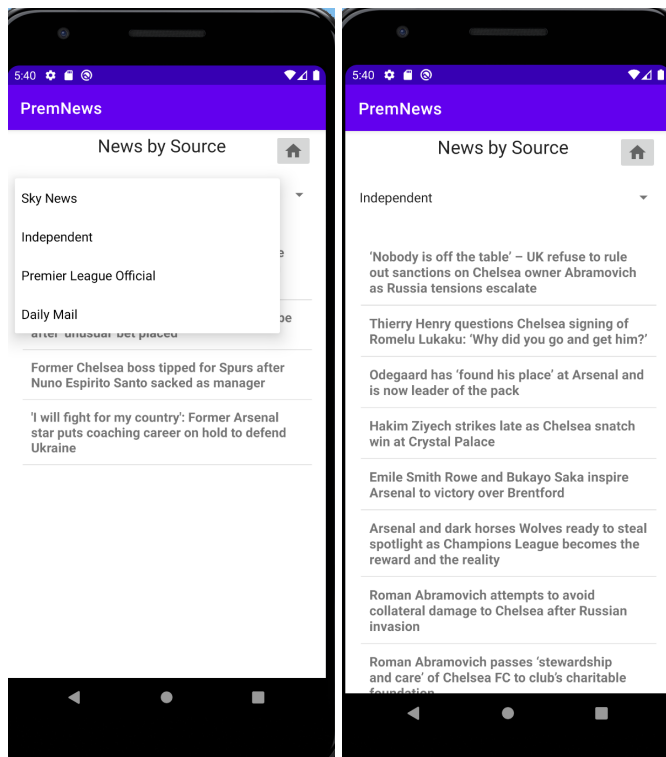 5:40
PremNews
News by Source
Sky News
Independent
Premier League Official
Daily Mail
be
after 'unusual' bet placed
Former Chelsea boss tipped for Spurs after
Nuno Espirito Santo sacked as manager
'I will fight for my country': Former Arsenal
star puts coaching career on hold to defend
Ukraine
5:40
PremNews
News by Source
Independent
‘Nobody is off the table’ – UK refuse to rule
out sanctions on Chelsea owner Abramovich
as Russia tensions escalate
Thierry Henry questions Chelsea signing of
Romelu Lukaku: ‘Why did you go and get him?’
Odegaard has ‘found his place’ at Arsenal and
is now leader of the pack
Hakim Ziyech strikes late as Chelsea snatch
win at Crystal Palace
Emile Smith Rowe and Bukayo Saka inspire
Arsenal to victory over Brentford
Arsenal and dark horses Wolves ready to steal
spotlight as Champions League becomes the
reward and the reality
Roman Abramovich attempts to avoid
collateral damage to Chelsea after Russian
invasion
Roman Abramovich passes ‘stewardship
and care’ of Chelsea FC to club’s charitable
foundation